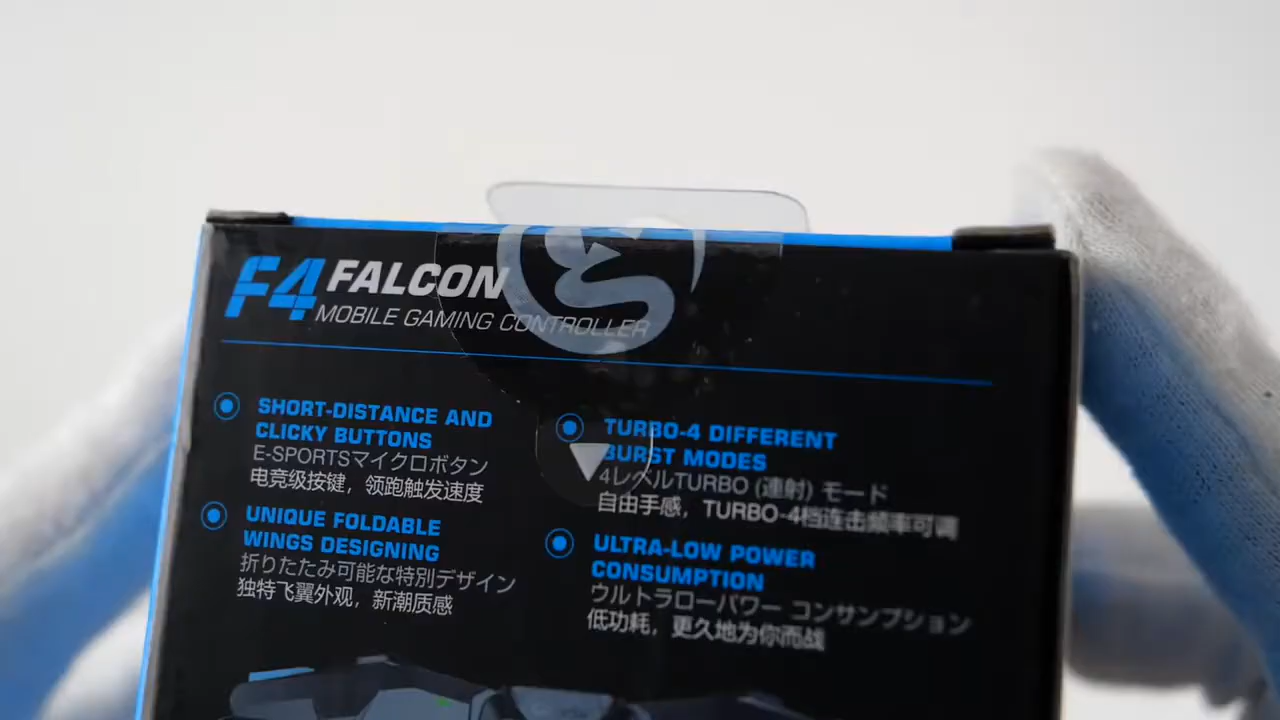 F4 FALCON
MOBILE GAMING CONTROLLER
SHORT-DISTANCE AND
CLICKY BUTTONS
E-SPORTSマイクロボタン
电竞级按键，领跑触发速度
UNIQUE FOLDABLE
WINGS DESIGNING
折りたたみ可能な特別デザイン
独特飞翼外观，新潮质感
TURBO-4 DIFFERENT
BURST MODES
4レベルTURBO (連射) モード
自由手感，TURBO-4档连击频率可调
ULTRA-LOW POWER
CONSUMPTION
ウルトラローパワー コンサンプション
低功耗，更久地为你而战